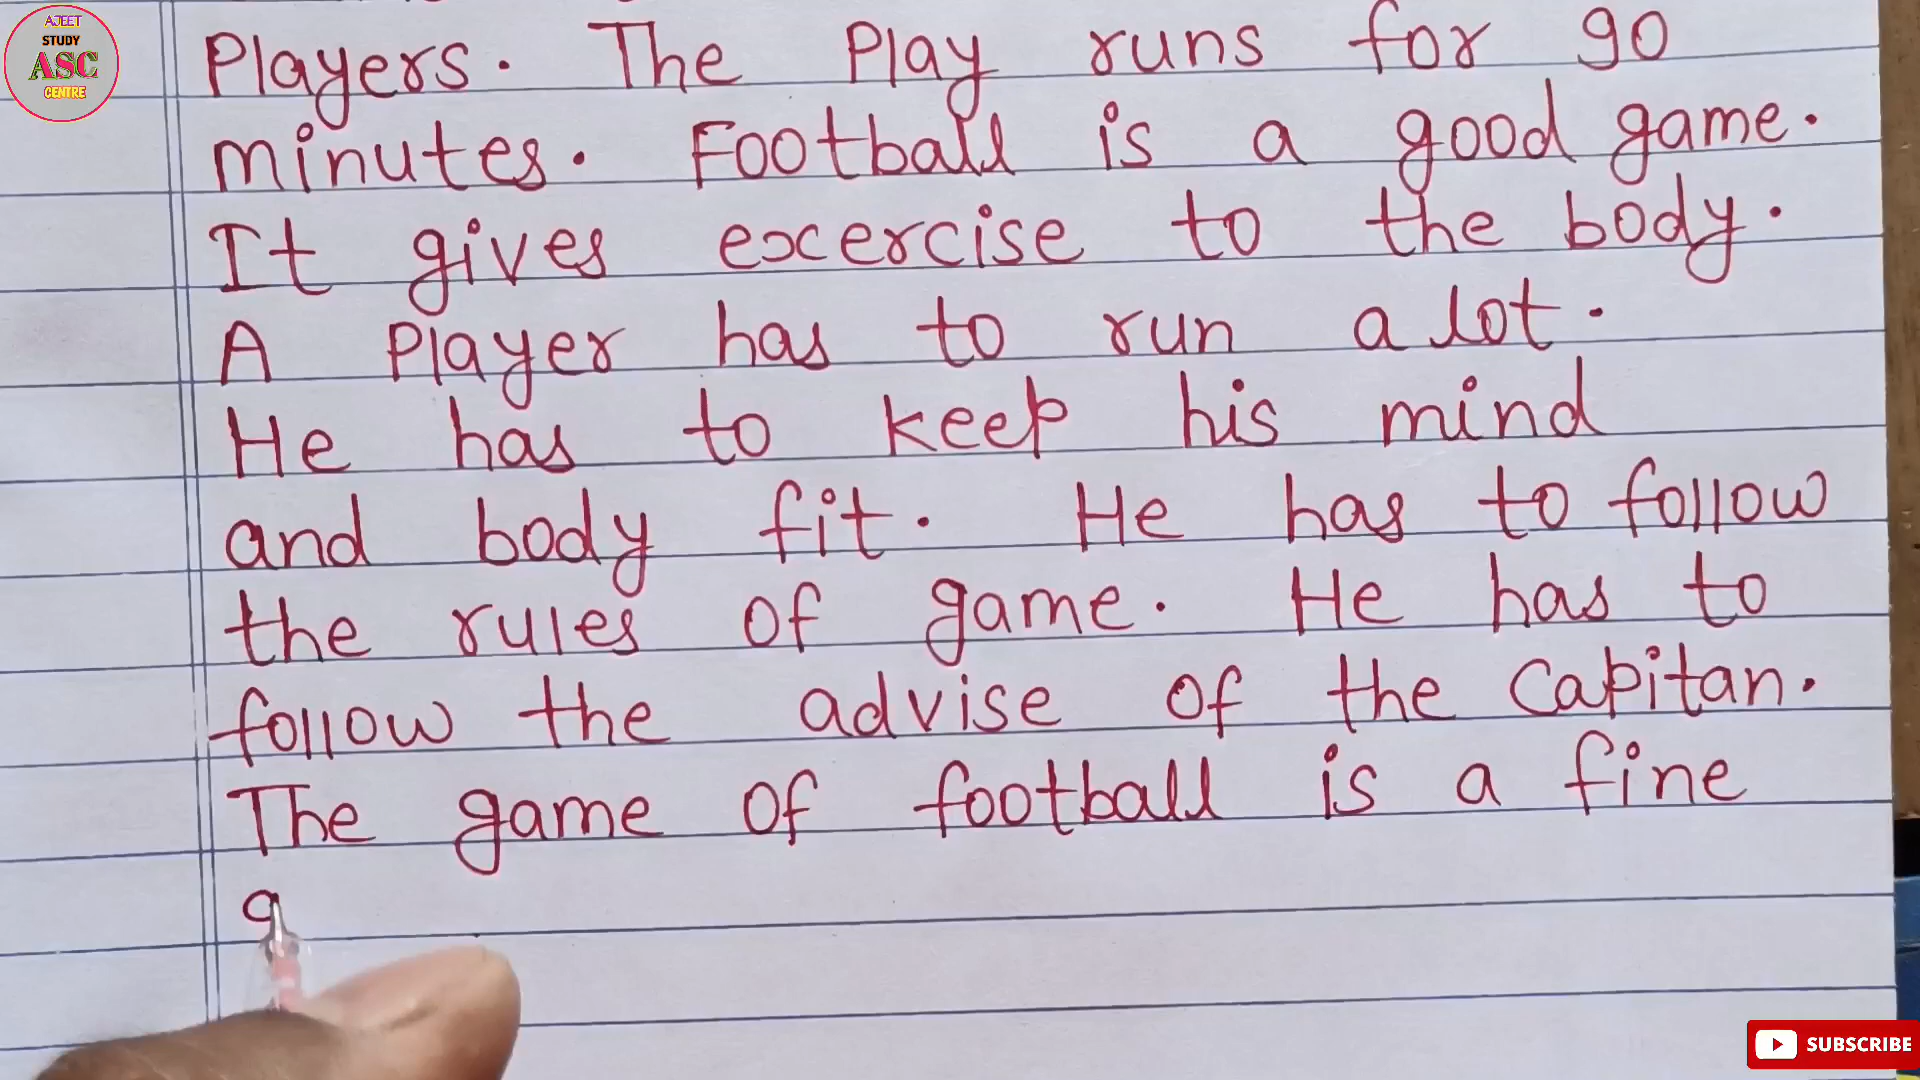 AJEET
STUDY
ASC
CENTRE
Players. The Play runs for 90
minutes. Football is a good game.
It gives excercise to the body.
A Player has to run a lot.
He has to keep his mind
and body fit. He has to follow
the rules of game. He has to
follow the advise of the Capitan.
The game of football is a fine
SUBSCRIBE